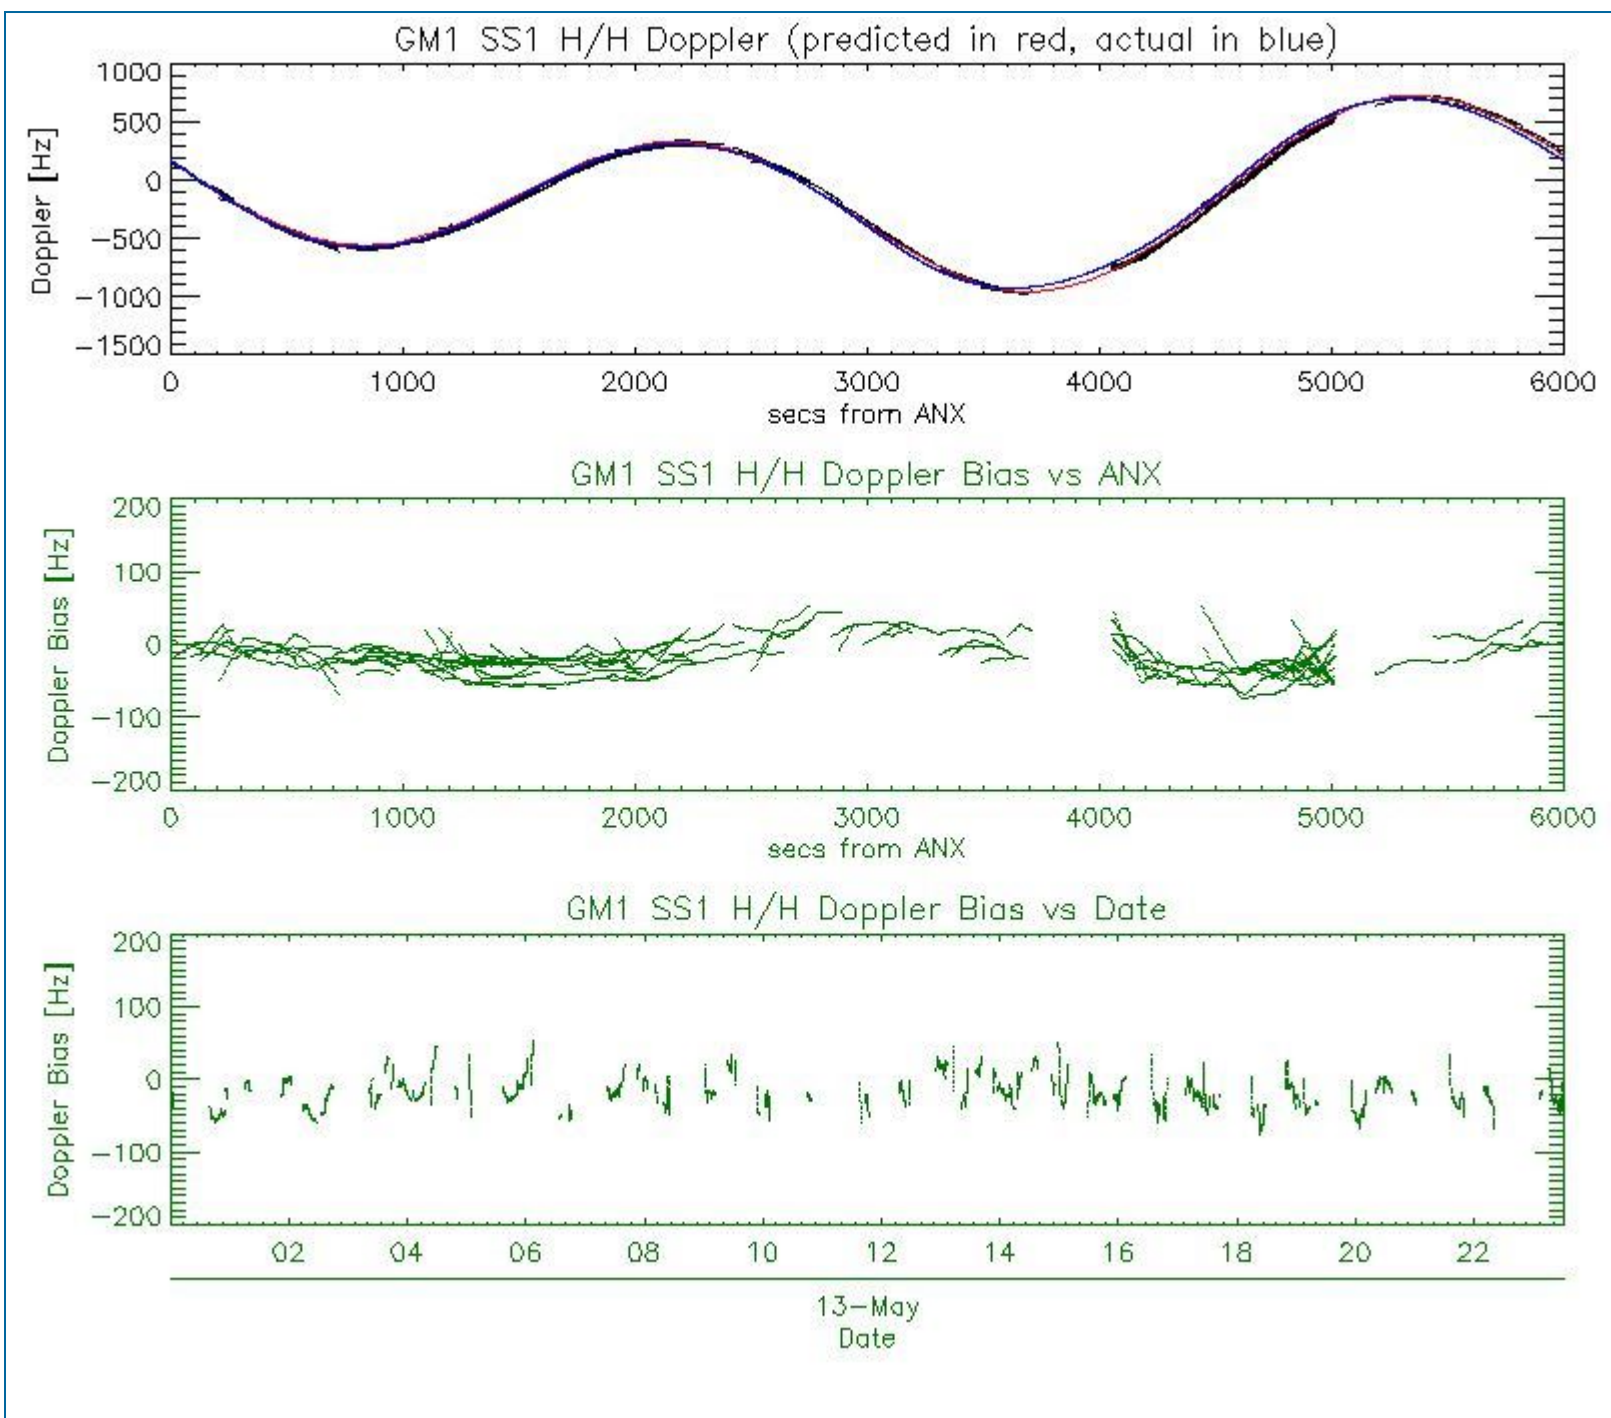 GM1 SS1 H/H Doppler (predicted in red, actual in blue)
1000
500
0
−500
−1000
−1500
Doppler [Hz]
0 1000 2000 3000 4000 5000 6000
secs from ANX
GM1 SS1 H/H Doppler Bias vs ANX
200
100
0
−100
−200
Doppler Bias [Hz]
0 1000 2000 3000 4000 5000 6000
secs from ANX
GM1 SS1 H/H Doppler Bias vs Date
200
100
0
−100
−200
Doppler Bias [Hz]
02 04 06 08 10 12 14 16 18 20 22
13−May
Date